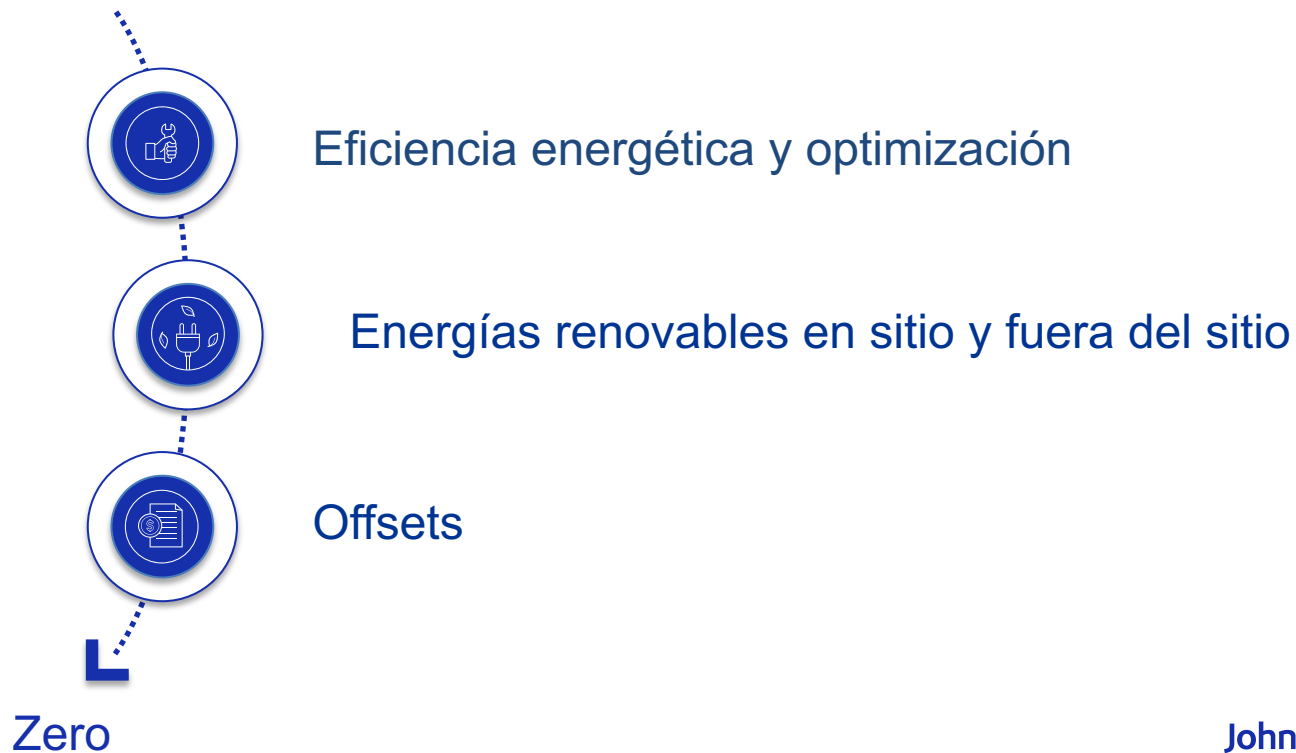 Eficiencia energética y optimización
Energías renovables en sitio y fuera del sitio
$
Offsets
Zero
John